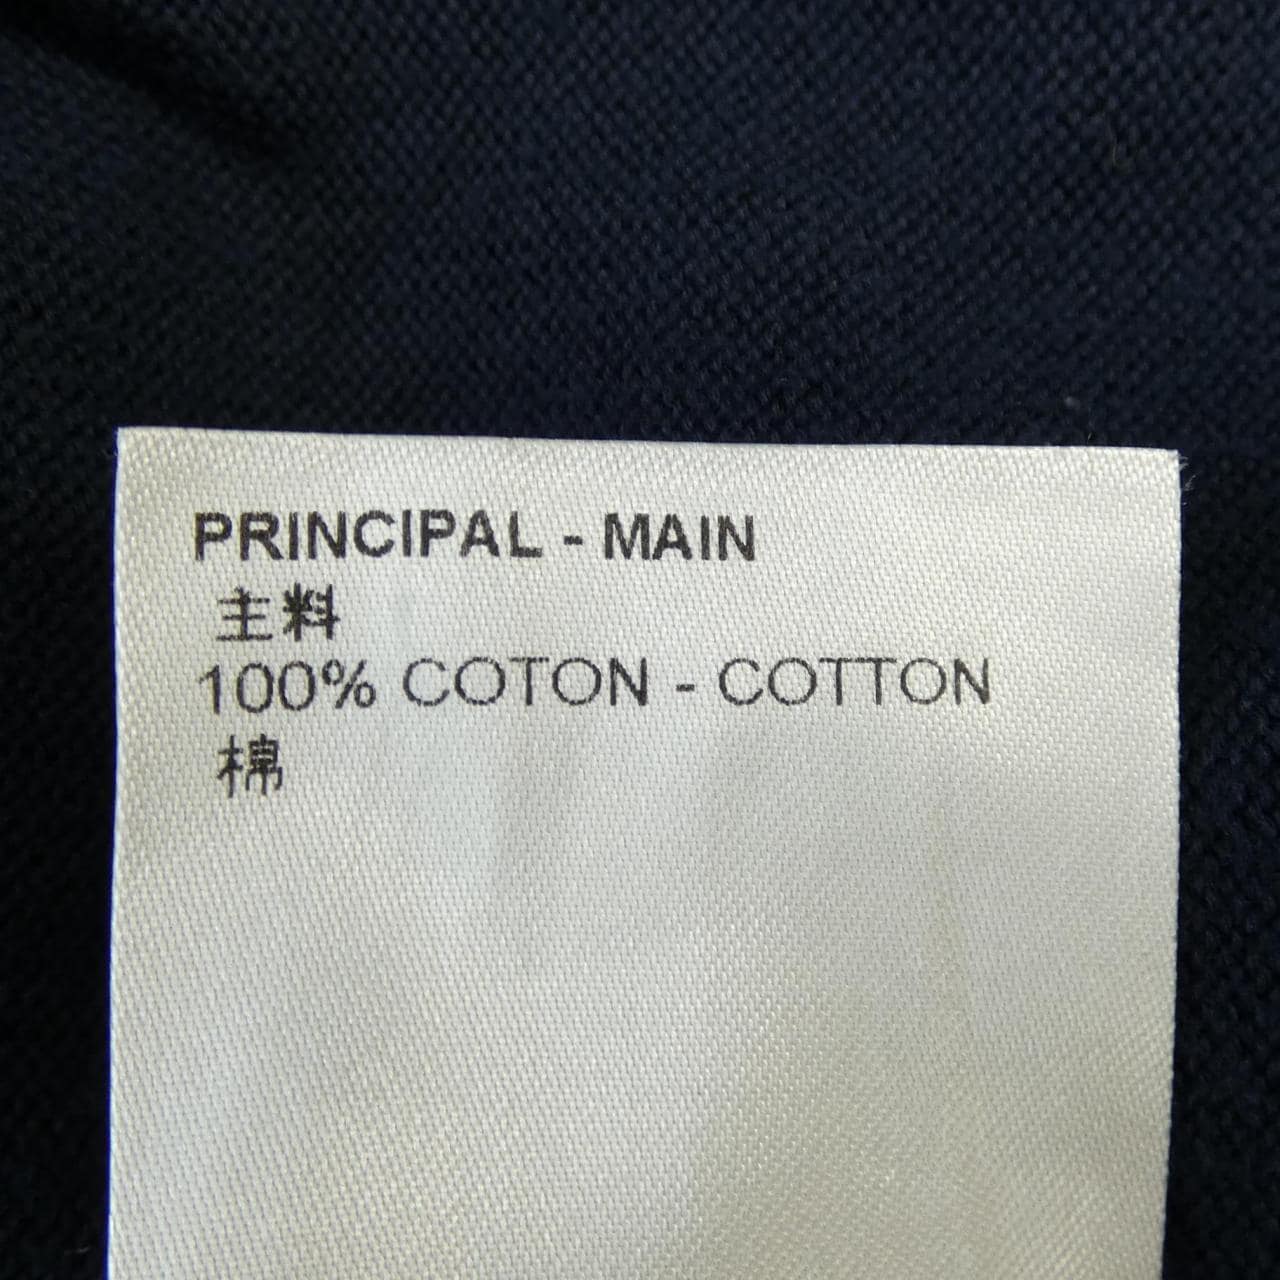 PRINCIPAL - MAIN
主料
100% COTON - COTTON
棉